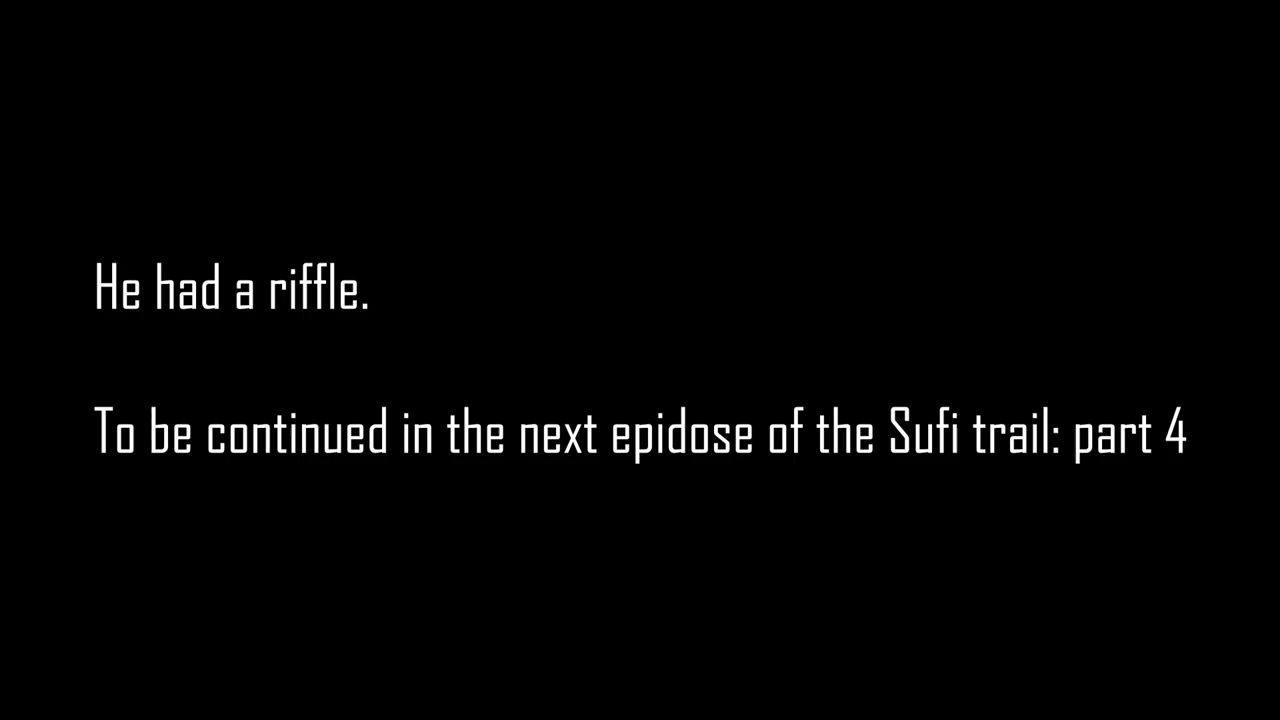 He had a riffle.
To be continued in the next epidose of the Sufi trail: part 4